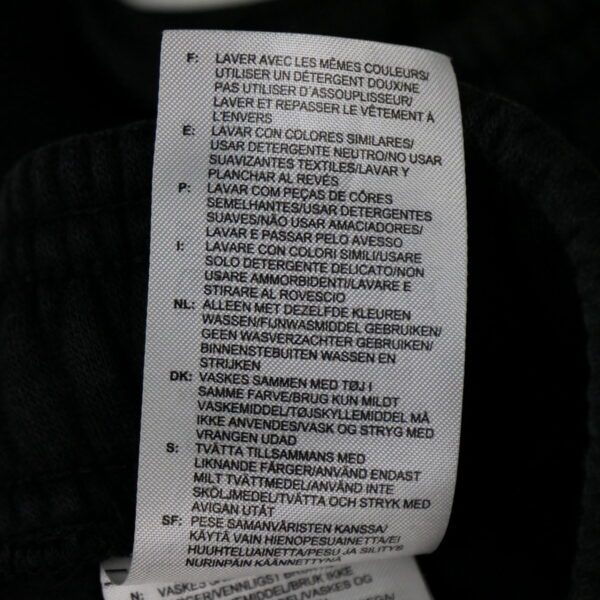 F: LAVER AVEC LES MÊMES COULEURS/
UTILISER UN DÉTERGENT DOUX/NE
PAS UTILISER D'ASSOUPLISSEUR/
LAVER ET REPASSER LE VÊTEMENT À
L'ENVERS
E: LAVAR CON COLORES SIMILARES/
USAR DETERGENTE NEUTRO/NO USAR
SUAVIZANTES TEXTILES/LAVAR Y
PLANCHAR AL REVÉS
P: LAVAR COM PEÇAS DE CÔRES
SEMELHANTES/USAR DETERGENTES
SUAVES/NÃO USAR AMACIADORES/
LAVAR E PASSAR PELO AVESSO
I: LAVARE CON COLORI SIMILI/USARE
SOLO DETERGENTE DELICATO/NON
USARE AMMORBIDENTI/LAVARE E
STIRARE AL ROVESCIO
NL: ALLEEN MET DEZELFDE KLEUREN
WASSEN/FIJNWASMIDDEL GEBRUIKEN/
GEEN WASVERZACHTER GEBRUIKEN/
BINNENSTEBUITEN WASSEN EN
STRIJKEN
DK: VASKES SAMMEN MED TØJ I
SAMME FARVE/BRUG KUN MILDT
VASKEMIDDEL/TØJSKYLLEMIDDEL MÅ
IKKE ANVENDES/VASK OG STRYG MED
VRANGEN UDAD
S: TVÄTTA TILLSAMMANS MED
LIKNANDE FÄRGER/ANVÄND ENDAST
MILT TVÄTTMEDEL/ANVÄND INTE
SKÖLJMEDEL/TVÄTTA OCH STRYK MED
AVIGAN UTÅT
SF: PESE SAMANVÄRISTEN KANSSA/
KÄYTÄ VAIN HIENOPESUAINETTA/EI
HUUHTELUAINETTA/PESU JA SILITYS
NURINPÄIN KÄÄNNETTYNÄ
N: VASKES